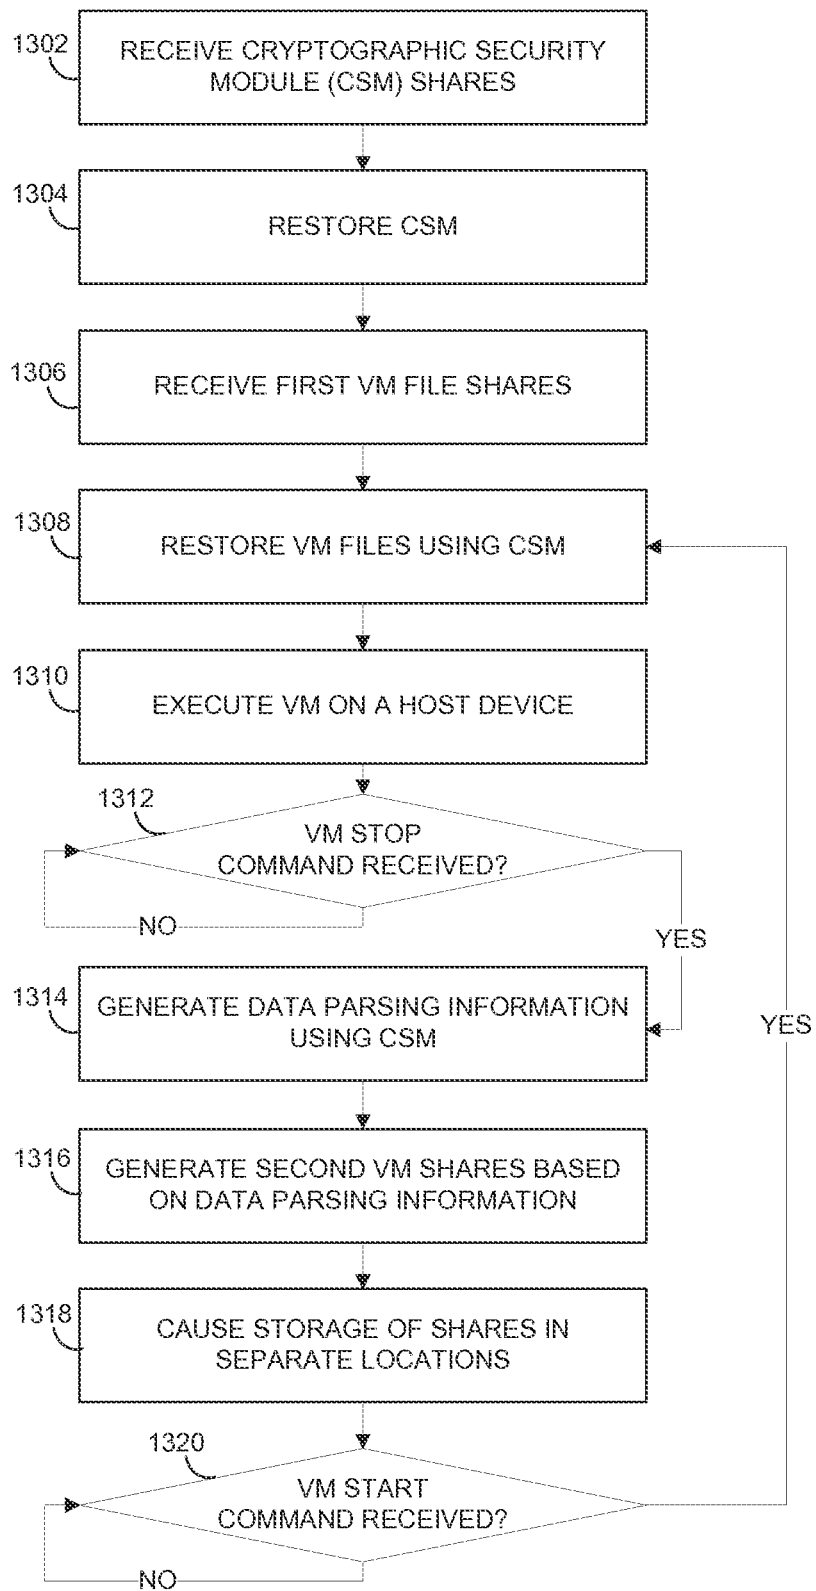 1302
RECEIVE CRYPTOGRAPHIC SECURITY
MODULE (CSM) SHARES
1304
RESTORE CSM
1306
RECEIVE FIRST VM FILE SHARES
1308
RESTORE VM FILES USING CSM
1310
EXECUTE VM ON A HOST DEVICE
1312
VM STOP
COMMAND RECEIVED?
NO
YES
1314
GENERATE DATA PARSING INFORMATION
USING CSM
YES
1316
GENERATE SECOND VM SHARES BASED
ON DATA PARSING INFORMATION
1318
CAUSE STORAGE OF SHARES IN
SEPARATE LOCATIONS
1320
VM START
COMMAND RECEIVED?
NO